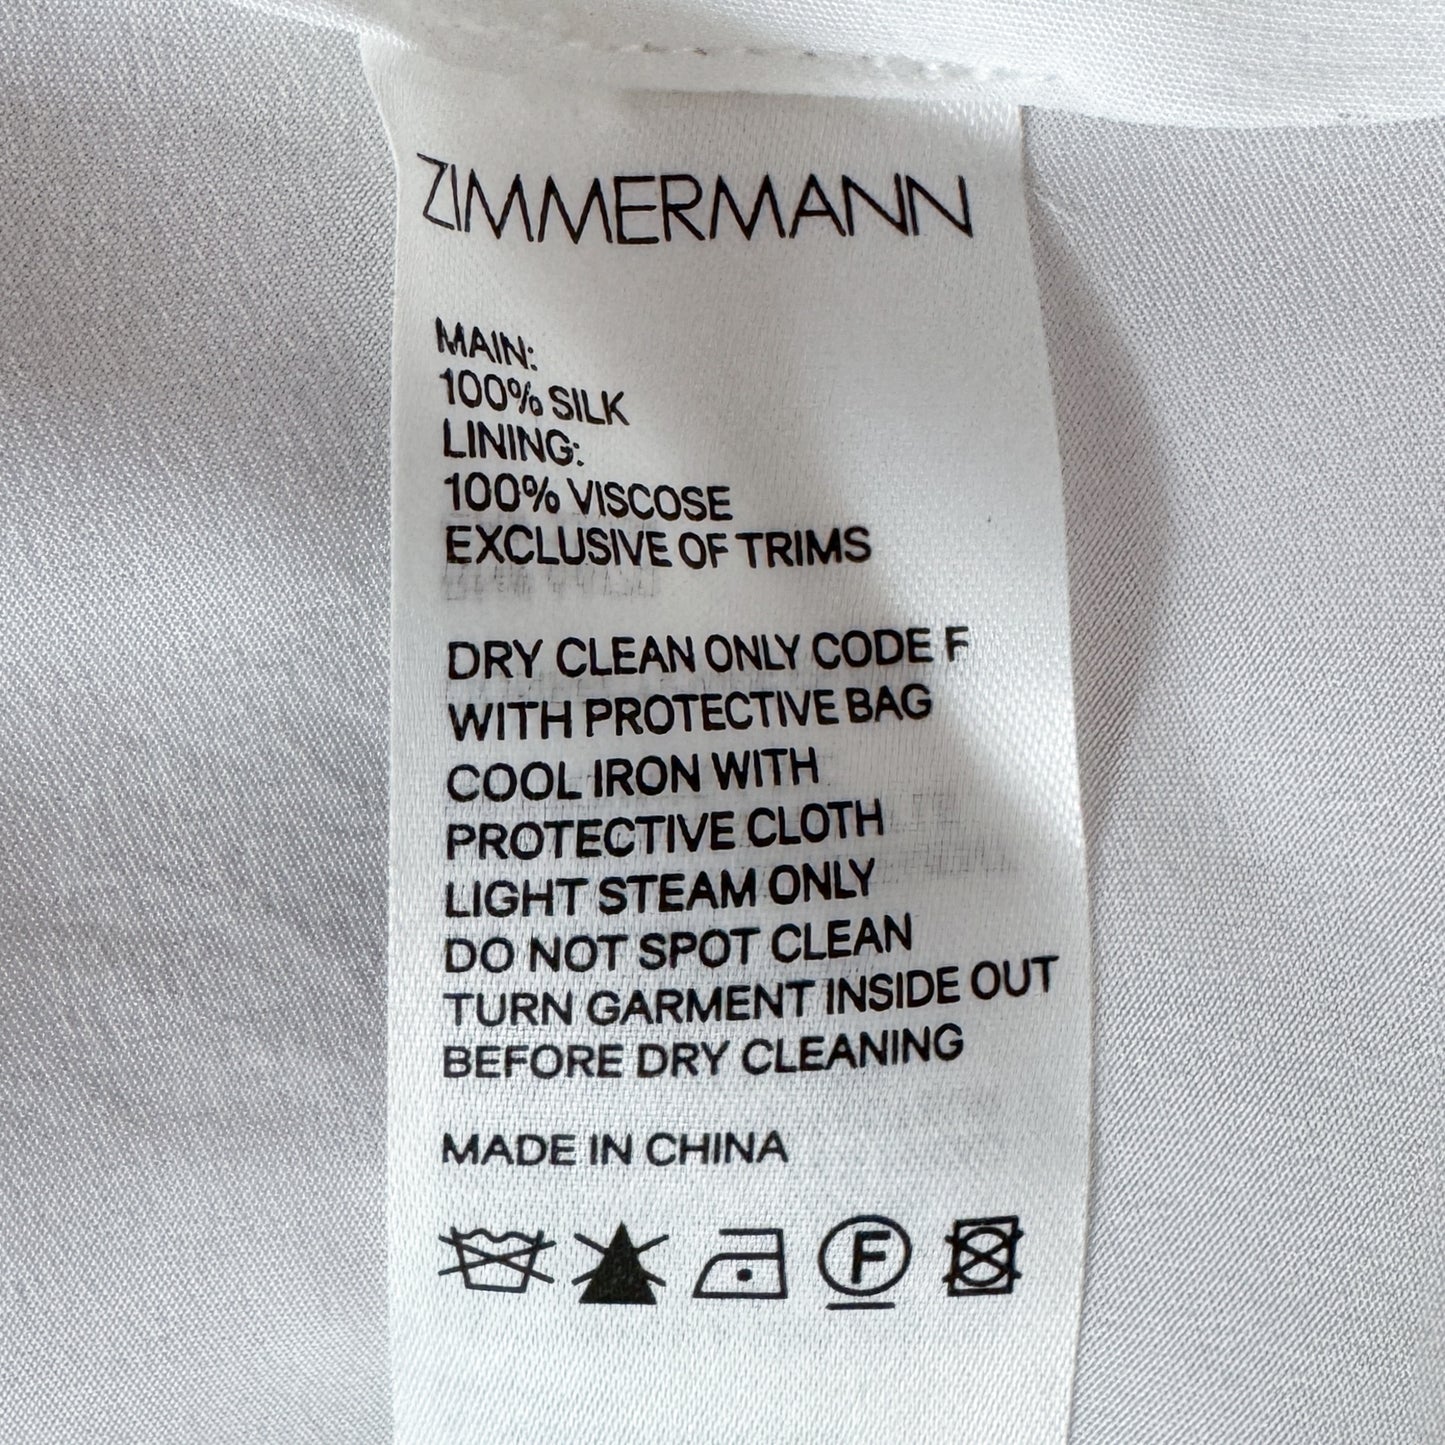 ZIMMERMANN
MAIN:
100% SILK
LINING:
100% VISCOSE
EXCLUSIVE OF TRIMS
DRY CLEAN ONLY CODE F
WITH PROTECTIVE BAG
COOL IRON WITH
PROTECTIVE CLOTH
LIGHT STEAM ONLY
DO NOT SPOT CLEAN
TURN GARMENT INSIDE OUT
BEFORE DRY CLEANING
MADE IN CHINA
F